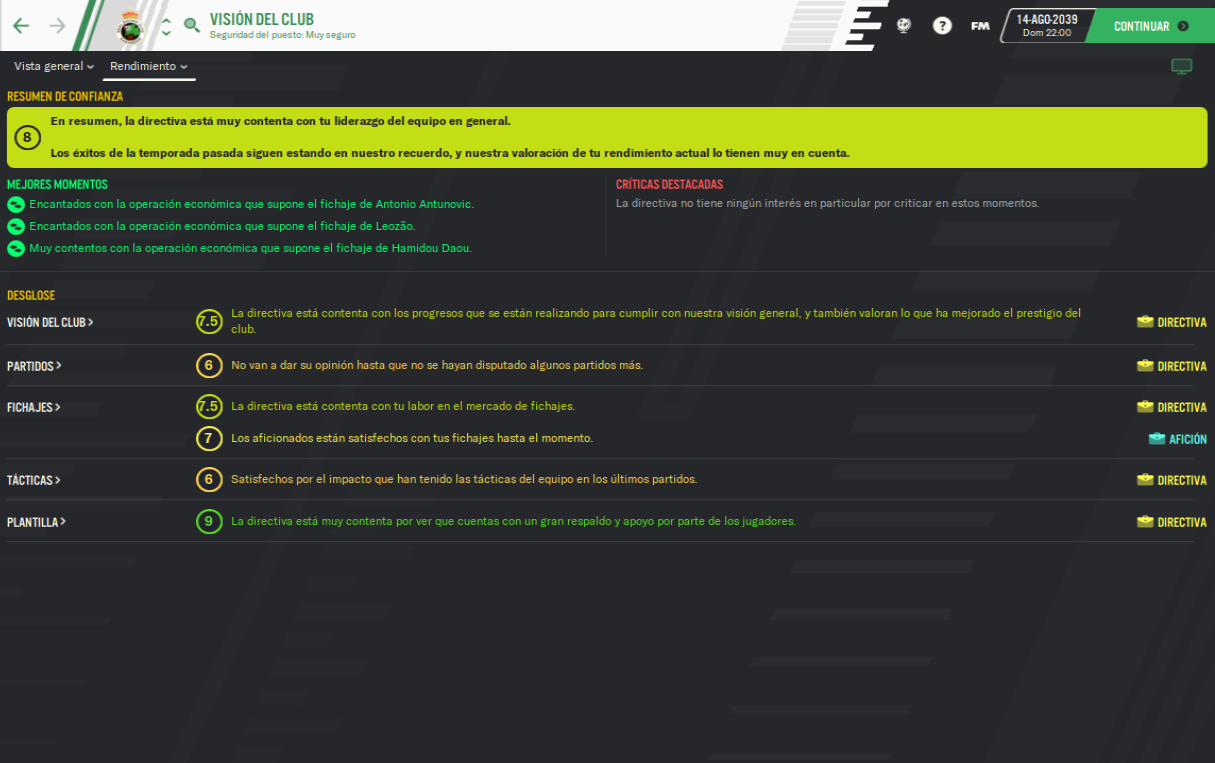 VISIÓN DEL CLUB
Seguridad del puesto: Muy seguro
?
FM
14-AGO-2039
Dom 22:00
CONTINUAR
Vista general
Rendimiento
RESUMEN DE CONFIANZA
8
En resumen, la directiva está muy contenta con tu liderazgo del equipo en general.
Los éxitos de la temporada pasada siguen estando en nuestro recuerdo, y nuestra valoración de tu rendimiento actual lo tienen muy en cuenta.
MEJORES MOMENTOS
Encantados con la operación económica que supone el fichaje de Antonio Antunovic.
Encantados con la operación económica que supone el fichaje de Leozão.
Muy contentos con la operación económica que supone el fichaje de Hamidou Daou.
CRÍTICAS DESTACADAS
La directiva no tiene ningún interés en particular por criticar en estos momentos.
DESGLOSE
VISIÓN DEL CLUB
7.5
La directiva está contenta con los progresos que se están realizando para cumplir con nuestra visión general, y también valoran lo que ha mejorado el prestigio del
club.
DIRECTIVA
PARTIDOS
6
No van a dar su opinión hasta que no se hayan disputado algunos partidos más.
DIRECTIVA
FICHAJES
7.5
La directiva está contenta con tu labor en el mercado de fichajes.
DIRECTIVA
7
Los aficionados están satisfechos con tus fichajes hasta el momento.
AFICIÓN
TÁCTICAS
6
Satisfechos por el impacto que han tenido las tácticas del equipo en los últimos partidos.
DIRECTIVA
PLANTILLA
9
La directiva está muy contenta por ver que cuentas con un gran respaldo y apoyo por parte de los jugadores.
DIRECTIVA